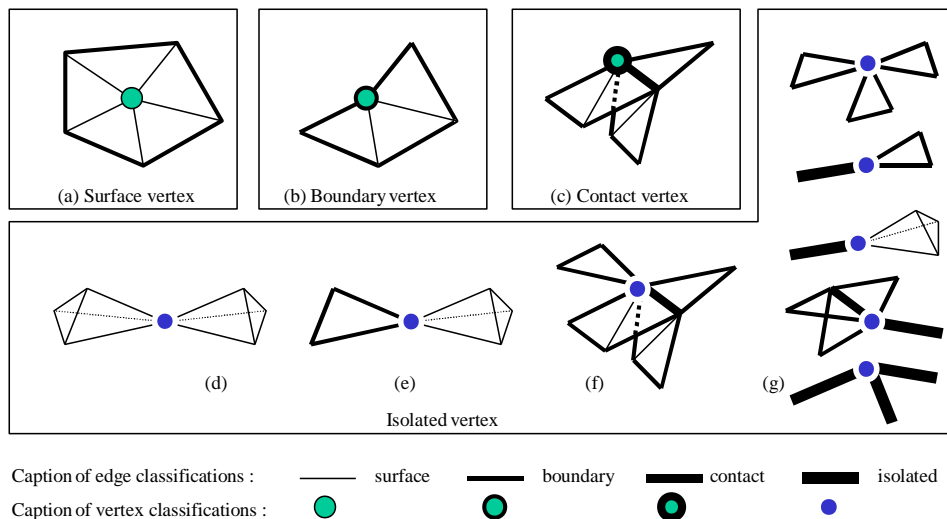 (a) Surface vertex
(b) Boundary vertex
(c) Contact vertex
(d)
(e)
(f)
(g)
Isolated vertex
Caption of edge classifications : surface boundary contact isolated
Caption of vertex classifications :